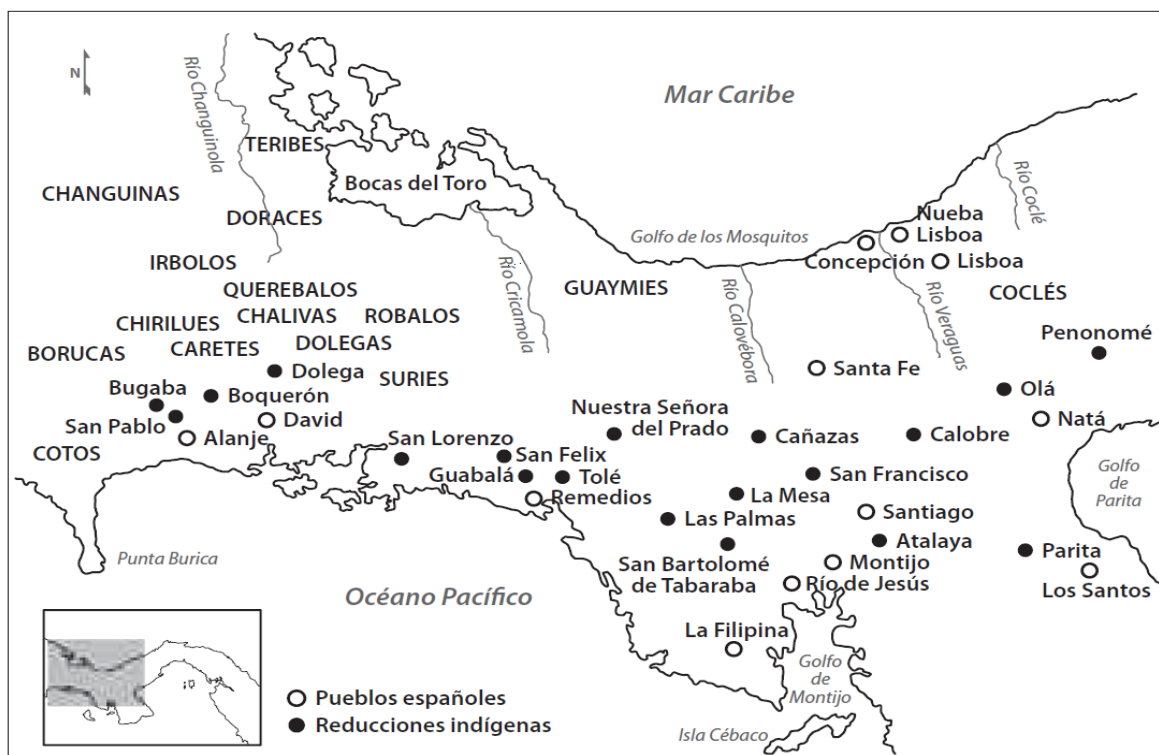 N
Río Changuinola
Mar Caribe
TERIBES
CHANGUINAS
Bocas del Toro
DORACES
Río Coclé
Nueba
Lisboa
Golfo de los Mosquitos
Concepción
Lisboa
IRBOLOS
Río Cricamola
GUAYMIES
Río Calovébora
Río Veraguas
COCLÉS
QUEREBALOS
CHALIVAS
ROBALOS
CHIRILUES
BORUCAS
CARETES
DOLEGAS
Penonomé
Dolega
SURIES
Santa Fe
Bugaba
Boquerón
Olá
San Pablo
David
Nuestra Señora
del Prado
Natá
Alanje
COTOS
San Lorenzo
Cañazas
Calobre
San Felix
Guabalá
Tolé
San Francisco
Golfo
de
Parita
Remedios
La Mesa
Las Palmas
Santiago
Atalaya
Parita
Punta Burica
San Bartolomé
de Tabaraba
Montijo
Río de Jesús
Los Santos
Océano Pacífico
La Filipina
Golfo
de
Montijo
Isla Cébaco
Pueblos españoles
Reducciones indígenas